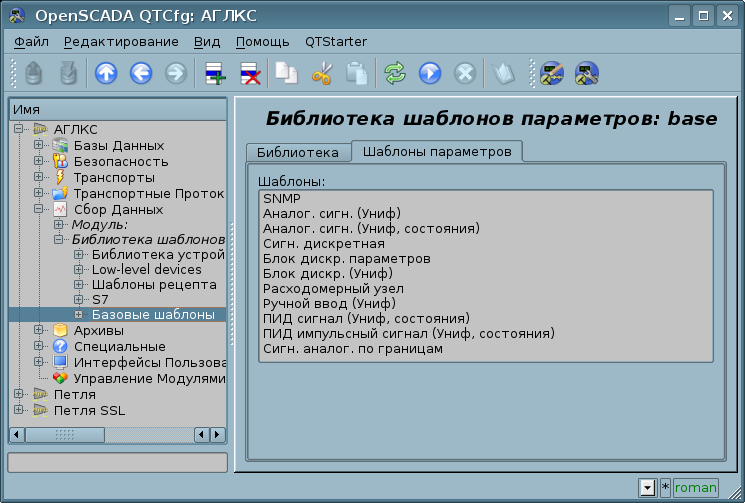 OpenSCADA QTCfg: АГЛКС
Файл Редактирование Вид Помощь QTStarter
Имя
АГЛКС
Базы Данных
Безопасность
Транспорты
Транспортные Проток
Сбор Данных
Модуль:
Библиотека шаблонов
Библиотека устрой
Low-level devices
Шаблоны рецепта
S7
Базовые шаблоны
Архивы
Специальные
Интерфейсы Пользова
Управление Модулями
Петля
Петля SSL
Библиотека шаблонов параметров: base
Библиотека Шаблоны параметров
Шаблоны:
SNMP
Аналог. сигн. (Униф)
Аналог. сигн. (Униф, состояния)
Сигн. дискретная
Блок дискр. параметров
Блок дискр. (Униф)
Расходомерный узел
Ручной ввод (Униф)
ПИД сигнал (Униф, состояния)
ПИД импульсный сигнал (Униф, состояния)
Сигн. аналог. по границам
* roman